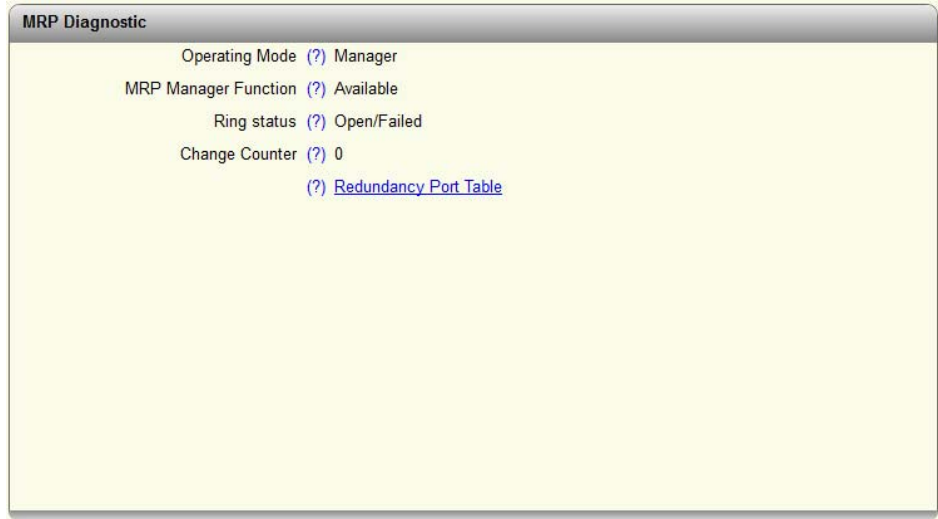 MRP Diagnostic
Operating Mode (?) Manager
MRP Manager Function (?) Available
Ring status (?) Open/Failed
Change Counter (?) 0
(?) Redundancy Port Table